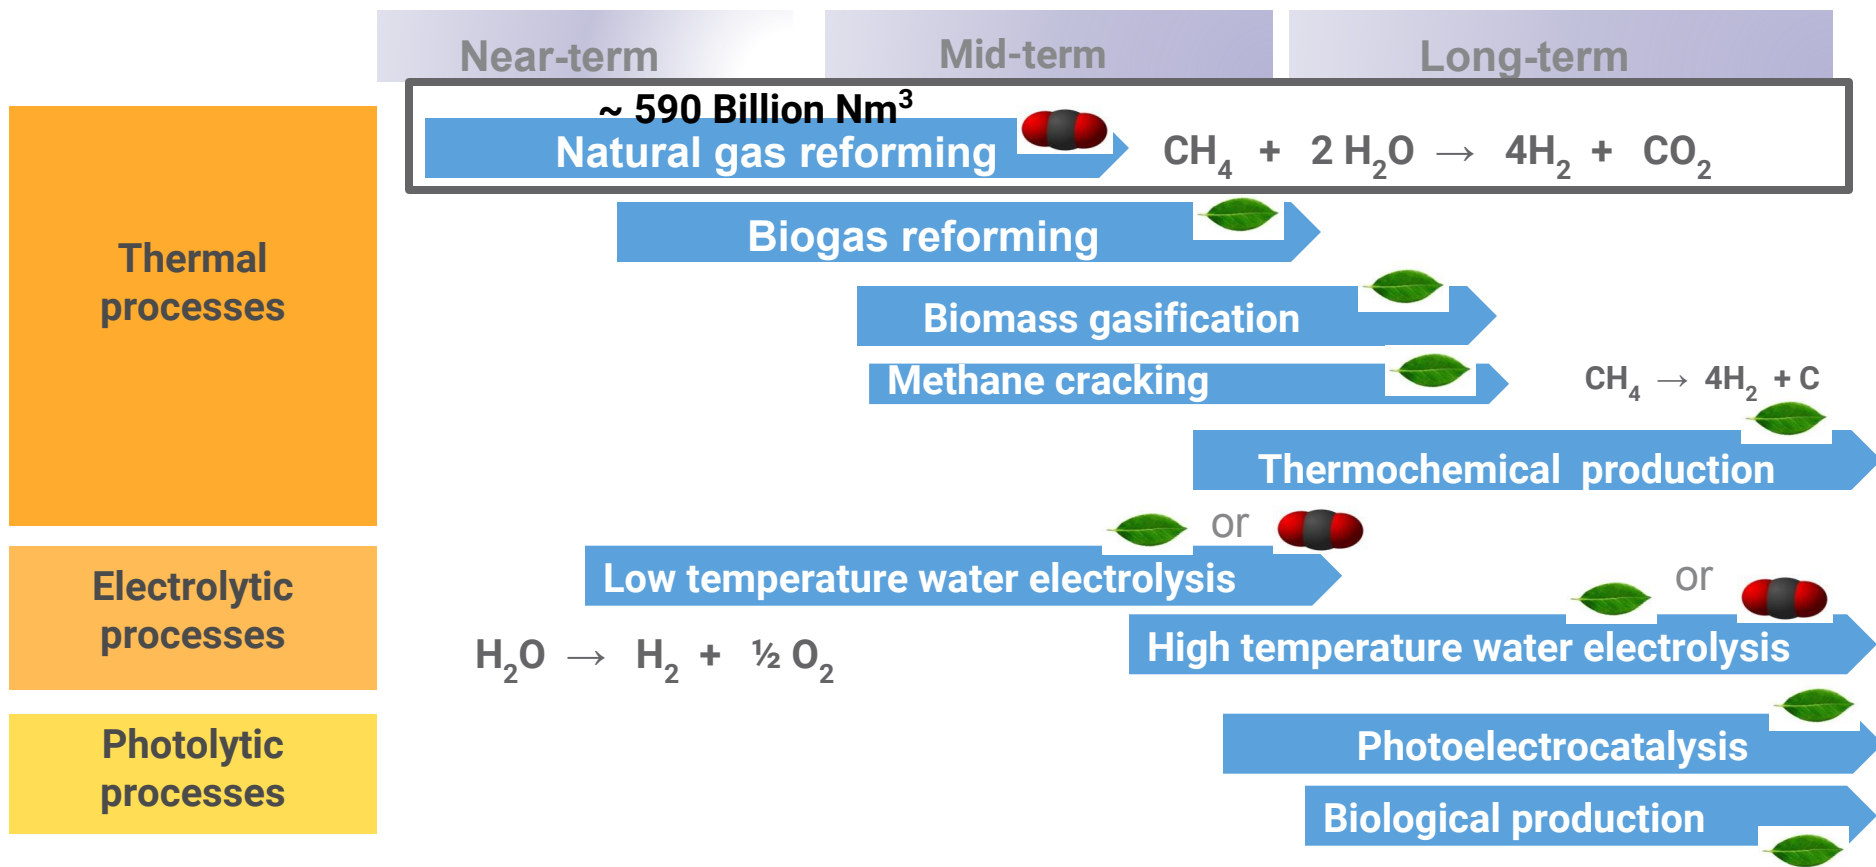 Near-term
Mid-term
Long-term
~ 590 Billion Nm³
Natural gas reforming
CH₄ + 2 H₂O → 4H₂ + CO₂
Thermal
processes
Biogas reforming
Biomass gasification
Methane cracking
CH₄ → 4H₂ + C
Thermochemical production
or
Electrolytic
processes
Low temperature water electrolysis
or
H₂O → H₂ + ½ O₂
High temperature water electrolysis
Photolytic
processes
Photoelectrocatalysis
Biological production